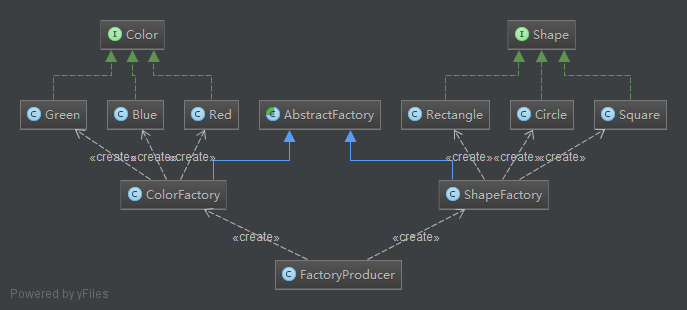 I Color
I Shape
C Green
C Blue
C Red
C AbstractFactory
C Rectangle
C Circle
C Square
«create» «create» «create»
«create» «create» «create»
C ColorFactory
C ShapeFactory
«create»
«create»
C FactoryProducer
Powered by yFiles